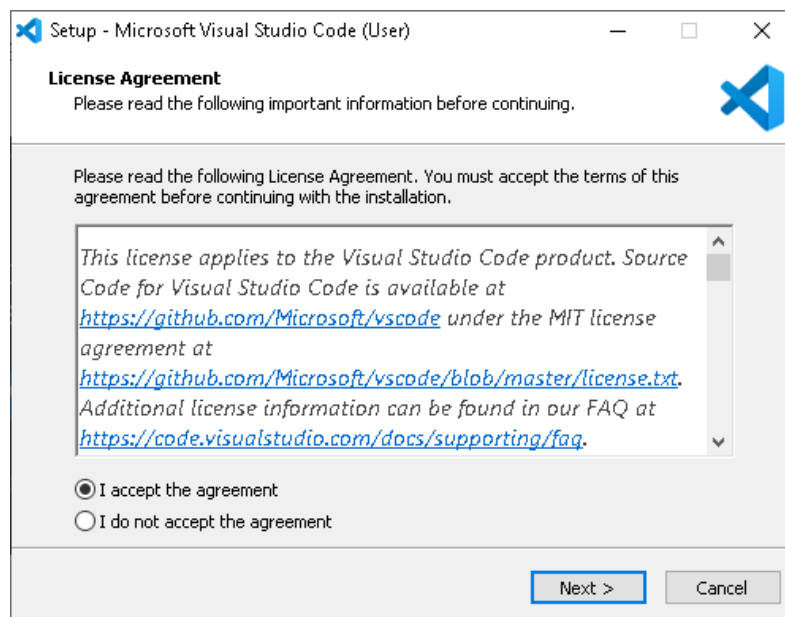 Setup - Microsoft Visual Studio Code (User)
License Agreement
Please read the following important information before continuing.
Please read the following License Agreement. You must accept the terms of this
agreement before continuing with the installation.
This license applies to the Visual Studio Code product. Source
Code for Visual Studio Code is available at
https://github.com/Microsoft/vscode under the MIT license
agreement at
https://github.com/Microsoft/vscode/blob/master/license.txt.
Additional license information can be found in our FAQ at
https://code.visualstudio.com/docs/supporting/faq.
I accept the agreement
I do not accept the agreement
Next >
Cancel